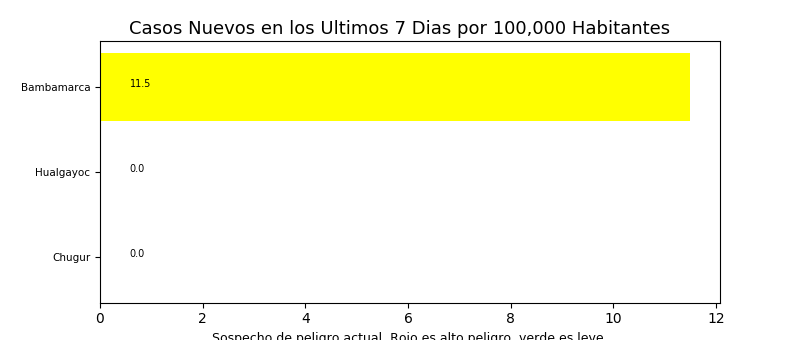 Casos Nuevos en los Ultimos 7 Dias por 100,000 Habitantes
Bambamarca
11.5
Hualgayoc
0.0
Chugur
0.0
0 2 4 6 8 10 12
Sospecho de peligro actual. Rojo es alto peligro, verde es leve